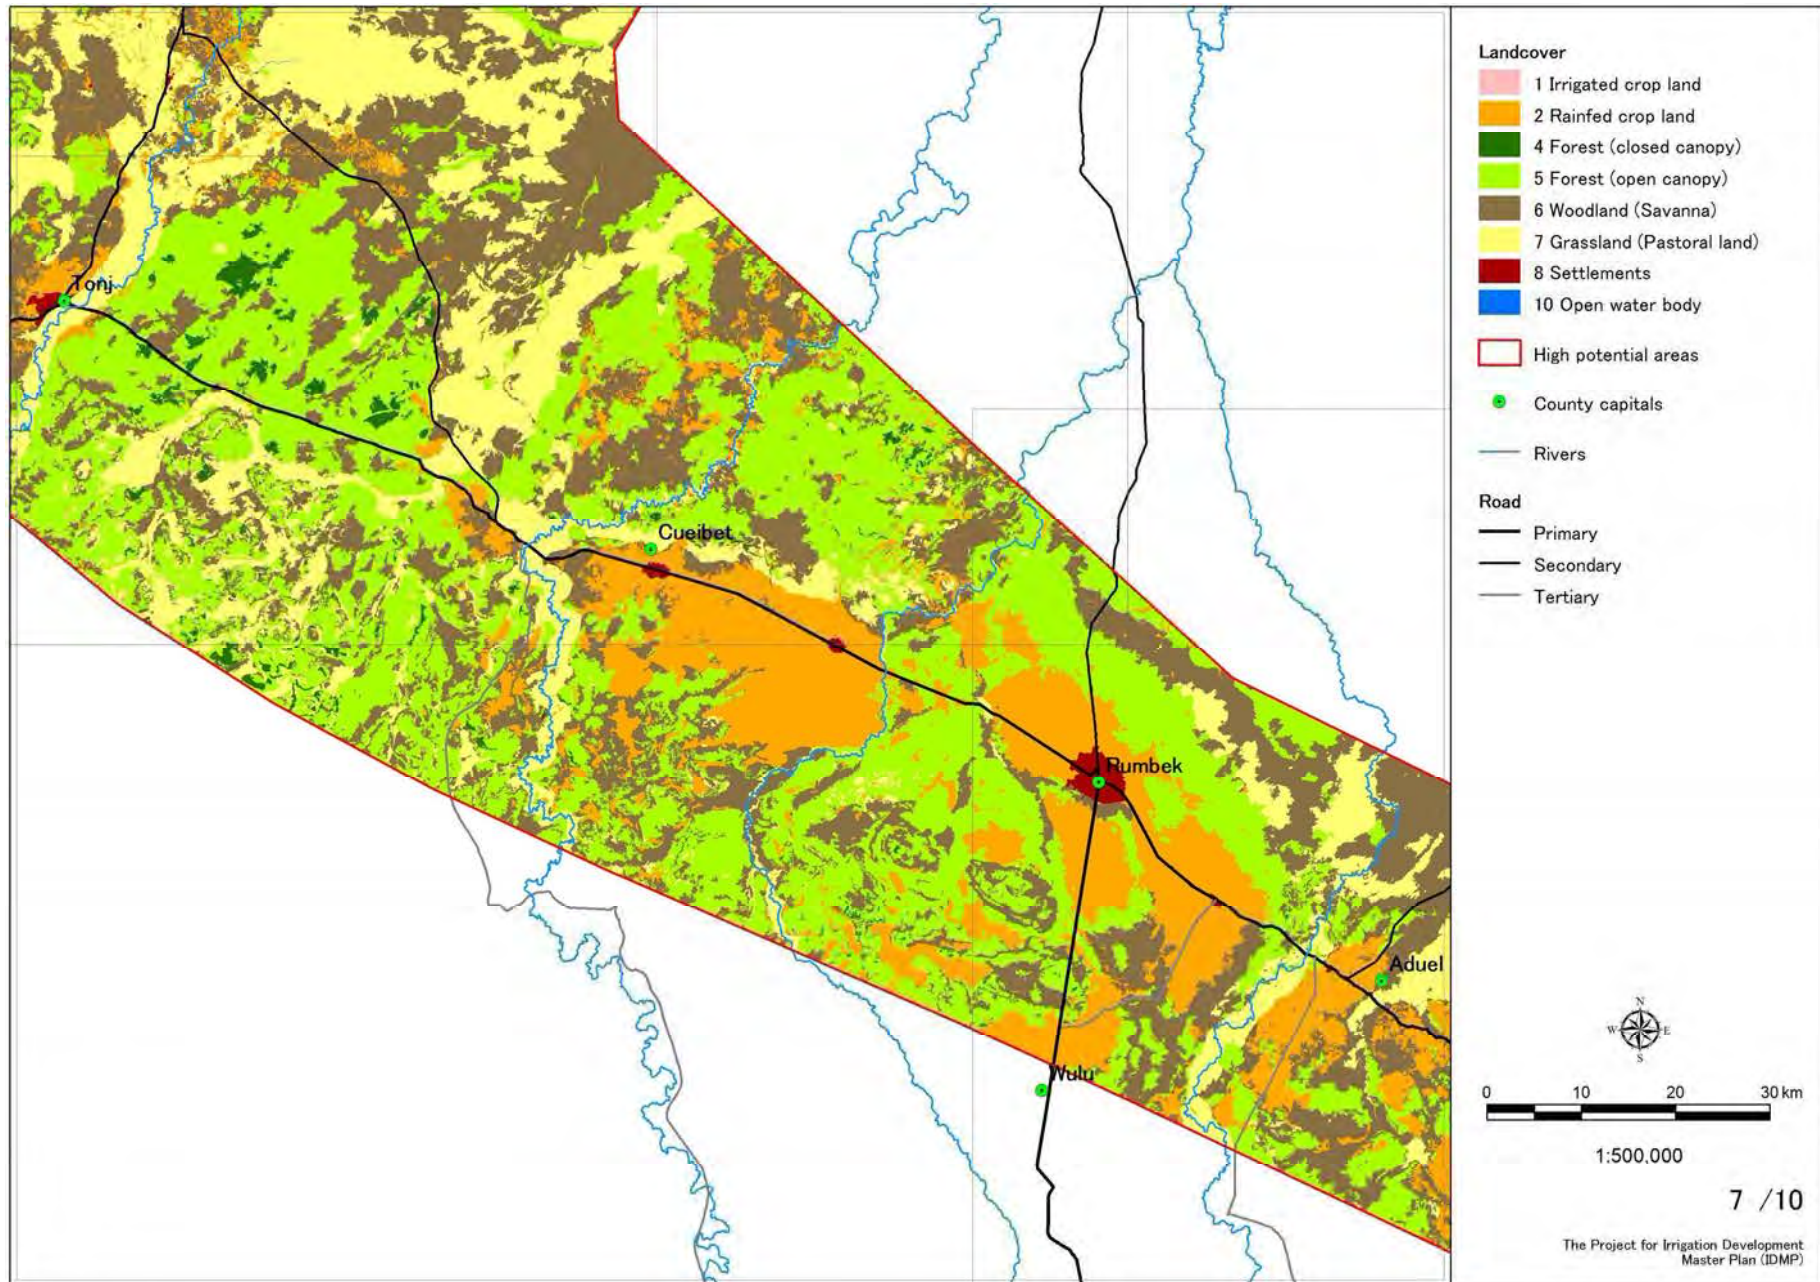 Tonj
Cueibet
Rumbek
Aduel
Wulu
Landcover
1 Irrigated crop land
2 Rainfed crop land
4 Forest (closed canopy)
5 Forest (open canopy)
6 Woodland (Savanna)
7 Grassland (Pastoral land)
8 Settlements
10 Open water body
High potential areas
County capitals
Rivers
Road
Primary
Secondary
Tertiary
N
W E
S
0 10 20 30 km
1:500,000
7 /10
The Project for Irrigation Development
Master Plan (IDMP)